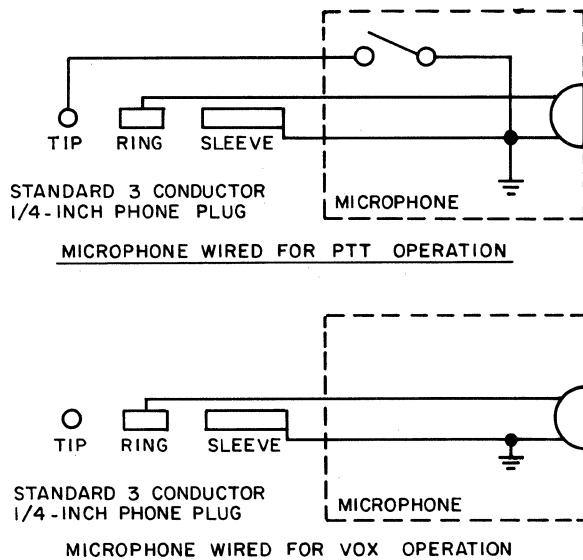 TIP RING SLEEVE
STANDARD 3 CONDUCTOR
1/4-INCH PHONE PLUG
MICROPHONE
MICROPHONE WIRED FOR PTT OPERATION
TIP RING SLEEVE
STANDARD 3 CONDUCTOR
1/4-INCH PHONE PLUG
MICROPHONE
MICROPHONE WIRED FOR VOX OPERATION